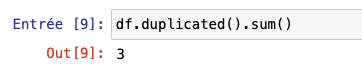 Entrée [9]: df.duplicated().sum()
Out[9]: 3